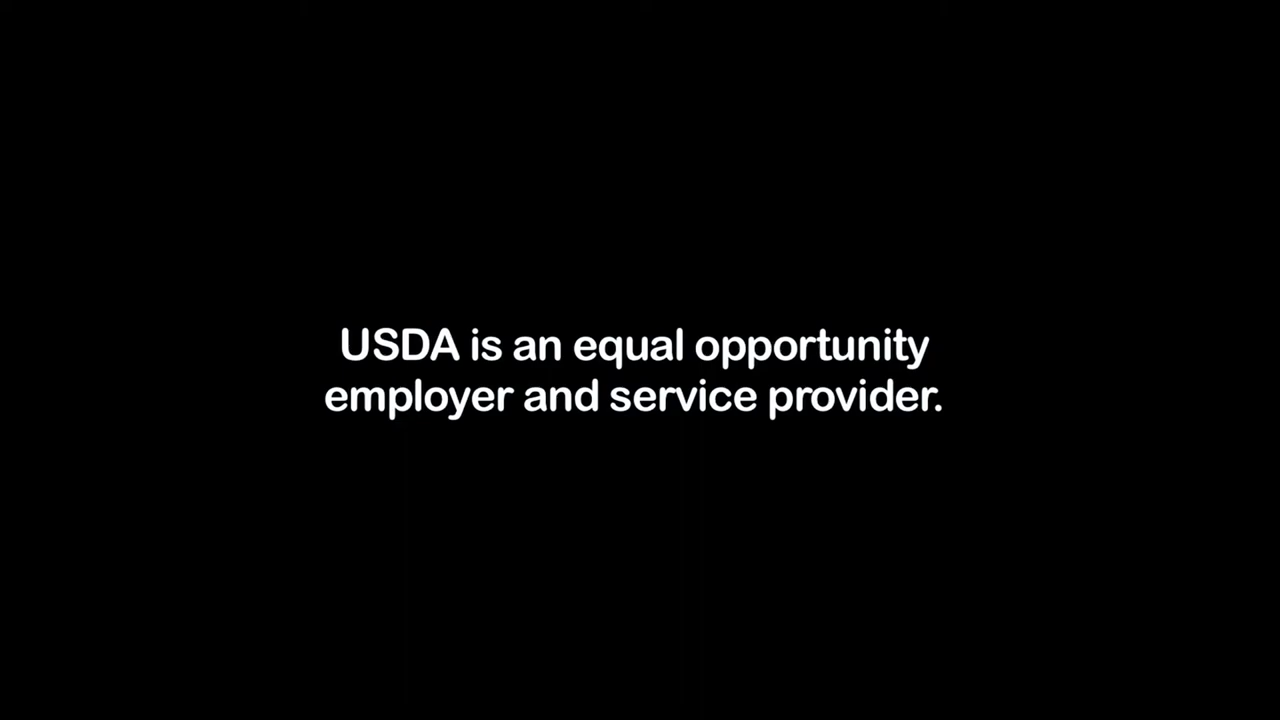 USDA is an equal opportunity
employer and service provider.